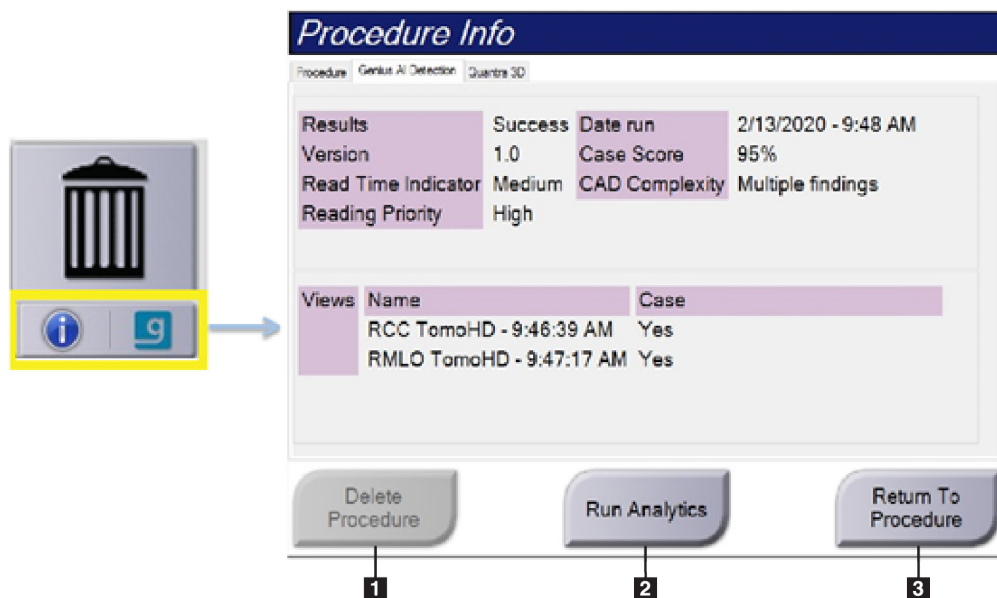 Procedure Info
Procedure Genius AI Detection Quantra 3D
Results Success Date run 2/13/2020 - 9:48 AM
Version 1.0 Case Score 95%
Read Time Indicator Medium CAD Complexity Multiple findings
Reading Priority High
i g
Views Name Case
RCC TomoHD - 9:46:39 AM Yes
RMLO TomoHD - 9:47:17 AM Yes
Delete
Procedure
Run Analytics
Return To
Procedure
1 2 3